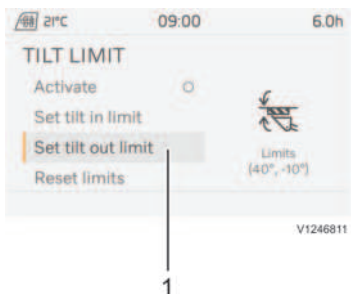 21°C 09:00 6.0h
TILT LIMIT
Activate
Set tilt in limit
Set tilt out limit
Reset limits
Limits
(40°, -10°)
V1246811
1